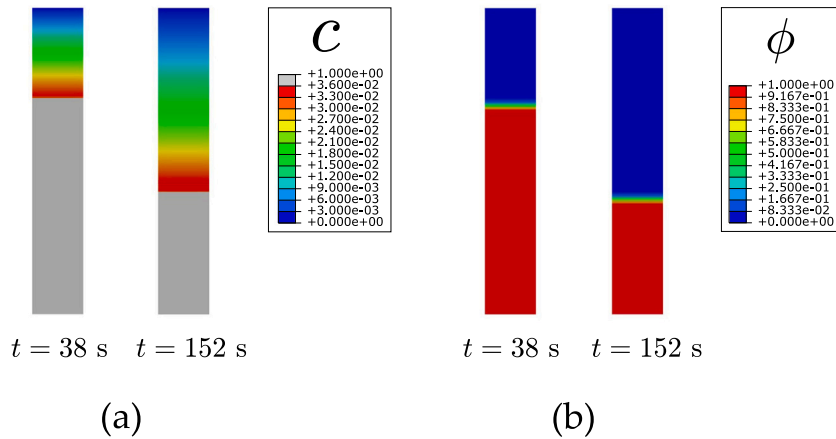 c
+1.000e+00
+3.600e-02
+3.300e-02
+3.000e-02
+2.700e-02
+2.400e-02
+2.100e-02
+1.800e-02
+1.500e-02
+1.200e-02
+9.000e-03
+6.000e-03
+3.000e-03
+0.000e+00
t = 38 s
t = 152 s
(a)
ϕ
+1.000e+00
+9.167e-01
+8.333e-01
+7.500e-01
+6.667e-01
+5.833e-01
+5.000e-01
+4.167e-01
+3.333e-01
+2.500e-01
+1.667e-01
+8.333e-02
+0.000e+00
t = 38 s
t = 152 s
(b)